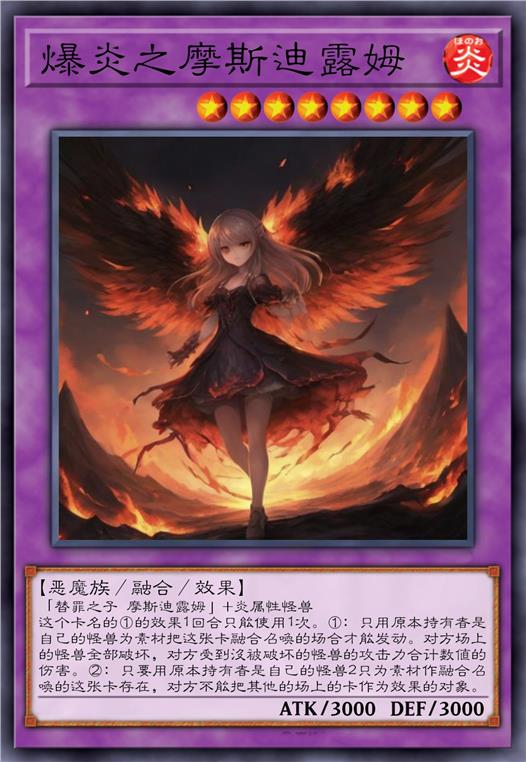 爆炎之摩斯迪露姆
ほのお
炎
【恶魔族／融合／效果】
「替罪之子 摩斯迪露姆」+炎属性怪兽
这个卡名的①的效果1回合只能使用1次。①：只用原本持有者是
自己的怪兽为素材把这张卡融合召唤的场合才能发动。对方场上
的怪兽全部破坏，对方受到没被破坏的怪兽的攻击力合计数值的
伤害。②：只要用原本持有者是自己的怪兽2只为素材作融合召
唤的这张卡存在，对方不能把其他的场上的卡作为效果的对象。
ATK/3000 DEF/3000